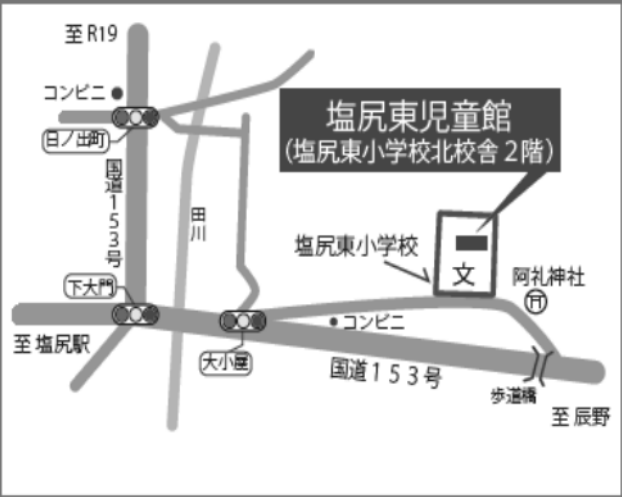 至 R19
コンビニ
日ノ出町
国道153号
田川
塩尻東児童館
(塩尻東小学校北校舎 2階)
塩尻東小学校
文
阿礼神社
下大門
至 塩尻駅
大小屋
コンビニ
国道153号
歩道橋
至 辰野